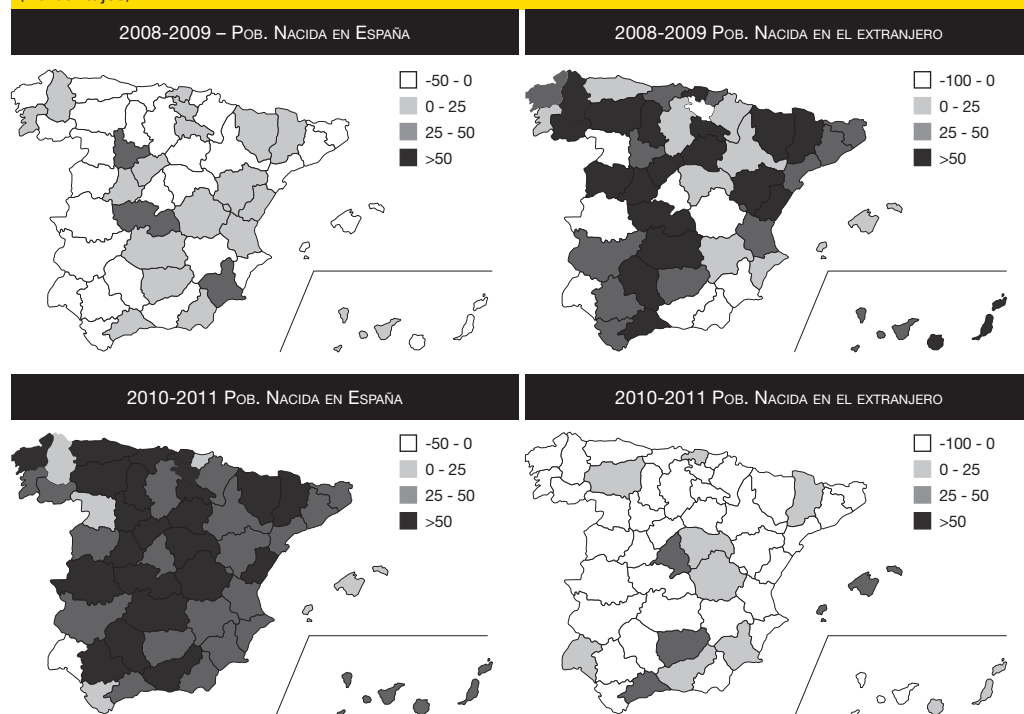 2008-2009 – Pob. Nacida en España
-50 - 0
0 - 25
25 - 50
>50
2008-2009 Pob. Nacida en el extranjero
-100 - 0
0 - 25
25 - 50
>50
2010-2011 Pob. Nacida en España
-50 - 0
0 - 25
25 - 50
>50
2010-2011 Pob. Nacida en el extranjero
-100 - 0
0 - 25
25 - 50
>50